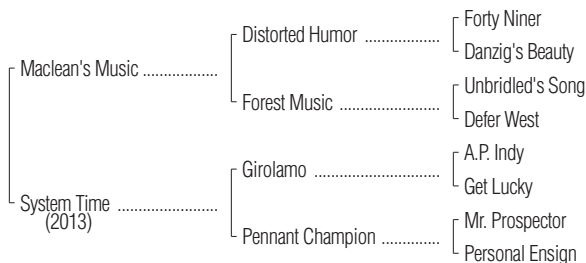 Forty Niner
Distorted Humor ..................
Danzig's Beauty
Maclean's Music ..................
Unbridled's Song
Forest Music ........................
Defer West
A.P. Indy
Girolamo ..............................
Get Lucky
System Time ........................
(2013)
Mr. Prospector
Pennant Champion ..............
Personal Ensign